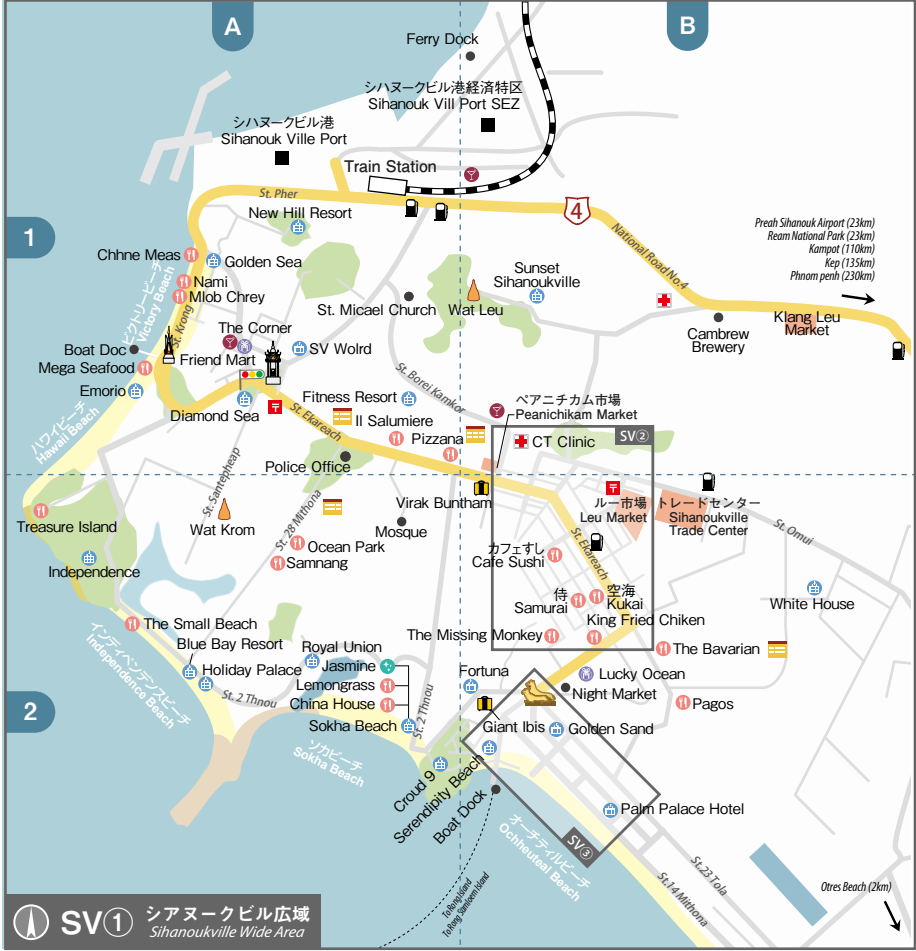 A
B
1
2
Ferry Dock
シハヌークビル港経済特区
Sihanouk Vill Port SEZ
シハヌークビル港
Sihanouk Ville Port
Train Station
St. Pher
4
New Hill Resort
National Road No.4
Preah Sihanouk Airport (23km)
Ream National Park (23km)
Kampot (110km)
Kep (135km)
Phnom penh (230km)
Chhne Meas
Golden Sea
Nami
Mlob Chrey
ビクトリービーチ
Victory Beach
St. Krong
Sunset
Sihanoukville
Wat Leu
St. Micael Church
Klang Leu
Market
Cambrew
Brewery
The Corner
Boat Doc
Friend Mart
SV Wolrd
Mega Seafood
Emorio
Diamond Sea
ハワイビーチ
Hawaii Beach
St. Borei Kamkor
Fitness Resort
St. Ekareach
Il Salumiere
Pizzana
ペアニチカム市場
Peanichikam Market
CT Clinic
SV②
Police Office
St. Santepheap
Virak Buntham
ルー市場
Leu Market
トレードセンター
Sihanoukville
Trade Center
St. Omui
Treasure Island
Wat Krom
St. 28 Mithona
Mosque
Ocean Park
Samnang
St. Ekareach
カフェすし
Cafe Sushi
Independence
侍
Samurai
空海
Kukai
White House
The Small Beach
The Missing Monkey
King Fried Chiken
The Bavarian
インディペンデンスビーチ
Independence Beach
Blue Bay Resort
Holiday Palace
Royal Union
Jasmine
Lemongrass
China House
Sokha Beach
St. 2 Thnou
St. 2 Thnou
Fortuna
Lucky Ocean
Night Market
Pagos
Giant Ibis
Golden Sand
ソカビーチ
Sokha Beach
Croud 9
Serendipity Beach
Boat Dock
Palm Palace Hotel
オーチティルビーチ
Ochheuteal Beach
SV③
To Rong Island
To Rong Samloem Island
St.23 Tola
St.14 Mithona
Otres Beach (2km)
SV①
シアヌークビル広域
Sihanoukville Wide Area